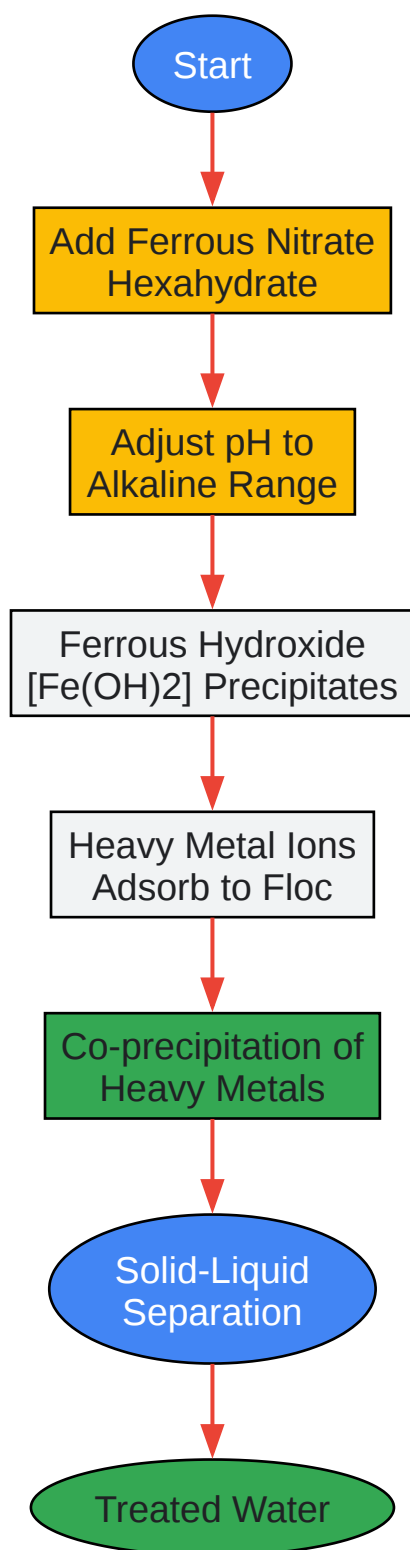 Start
Add Ferrous Nitrate
Hexahydrate
Adjust pH to
Alkaline Range
Ferrous Hydroxide
[Fe(OH)2] Precipitates
Heavy Metal Ions
Adsorb to Floc
Co-precipitation of
Heavy Metals
Solid-Liquid
Separation
Treated Water